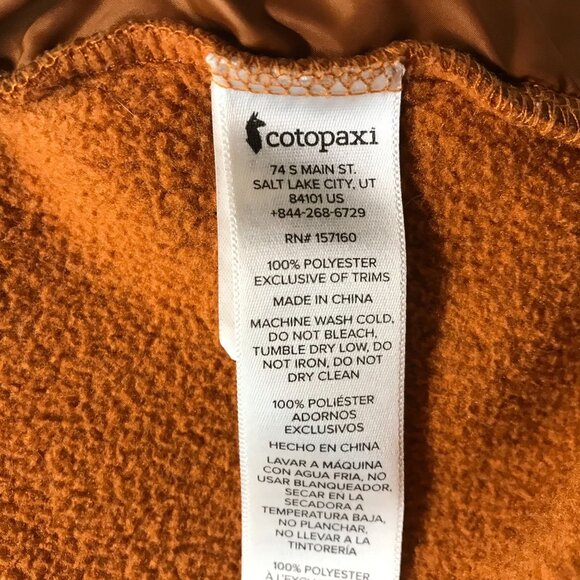 cotopaxi
74 S MAIN ST.
SALT LAKE CITY, UT
84101 US
+844-268-6729
RN# 157160
100% POLYESTER
EXCLUSIVE OF TRIMS
MADE IN CHINA
MACHINE WASH COLD,
DO NOT BLEACH,
TUMBLE DRY LOW, DO
NOT IRON, DO NOT
DRY CLEAN
100% POLIÉSTER
ADORNOS
EXCLUSIVOS
HECHO EN CHINA
LAVAR A MÁQUINA
CON AGUA FRIA, NO
USAR BLANQUEADOR,
SECAR EN LA
SECADORA A
TEMPERATURA BAJA,
NO PLANCHAR,
NO LLEVAR A LA
TINTORERÍA
100% POLYESTER